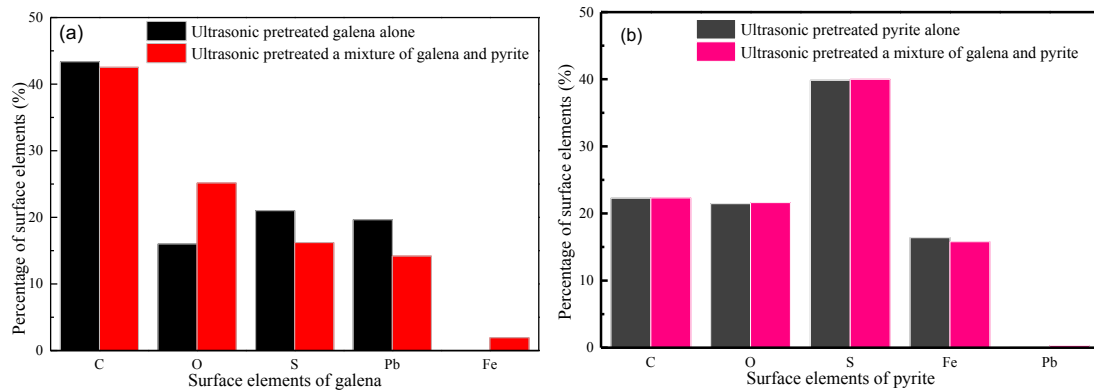 (a)
Ultrasonic pretreated galena alone
Ultrasonic pretreated a mixture of galena and pyrite
Percentage of surface elements (%)
50
40
30
20
10
0
C O S Pb Fe
Surface elements of galena
(b)
Ultrasonic pretreated pyrite alone
Ultrasonic pretreated a mixture of galena and pyrite
Percentage of surface elements (%)
50
40
30
20
10
0
C O S Fe Pb
Surface elements of pyrite